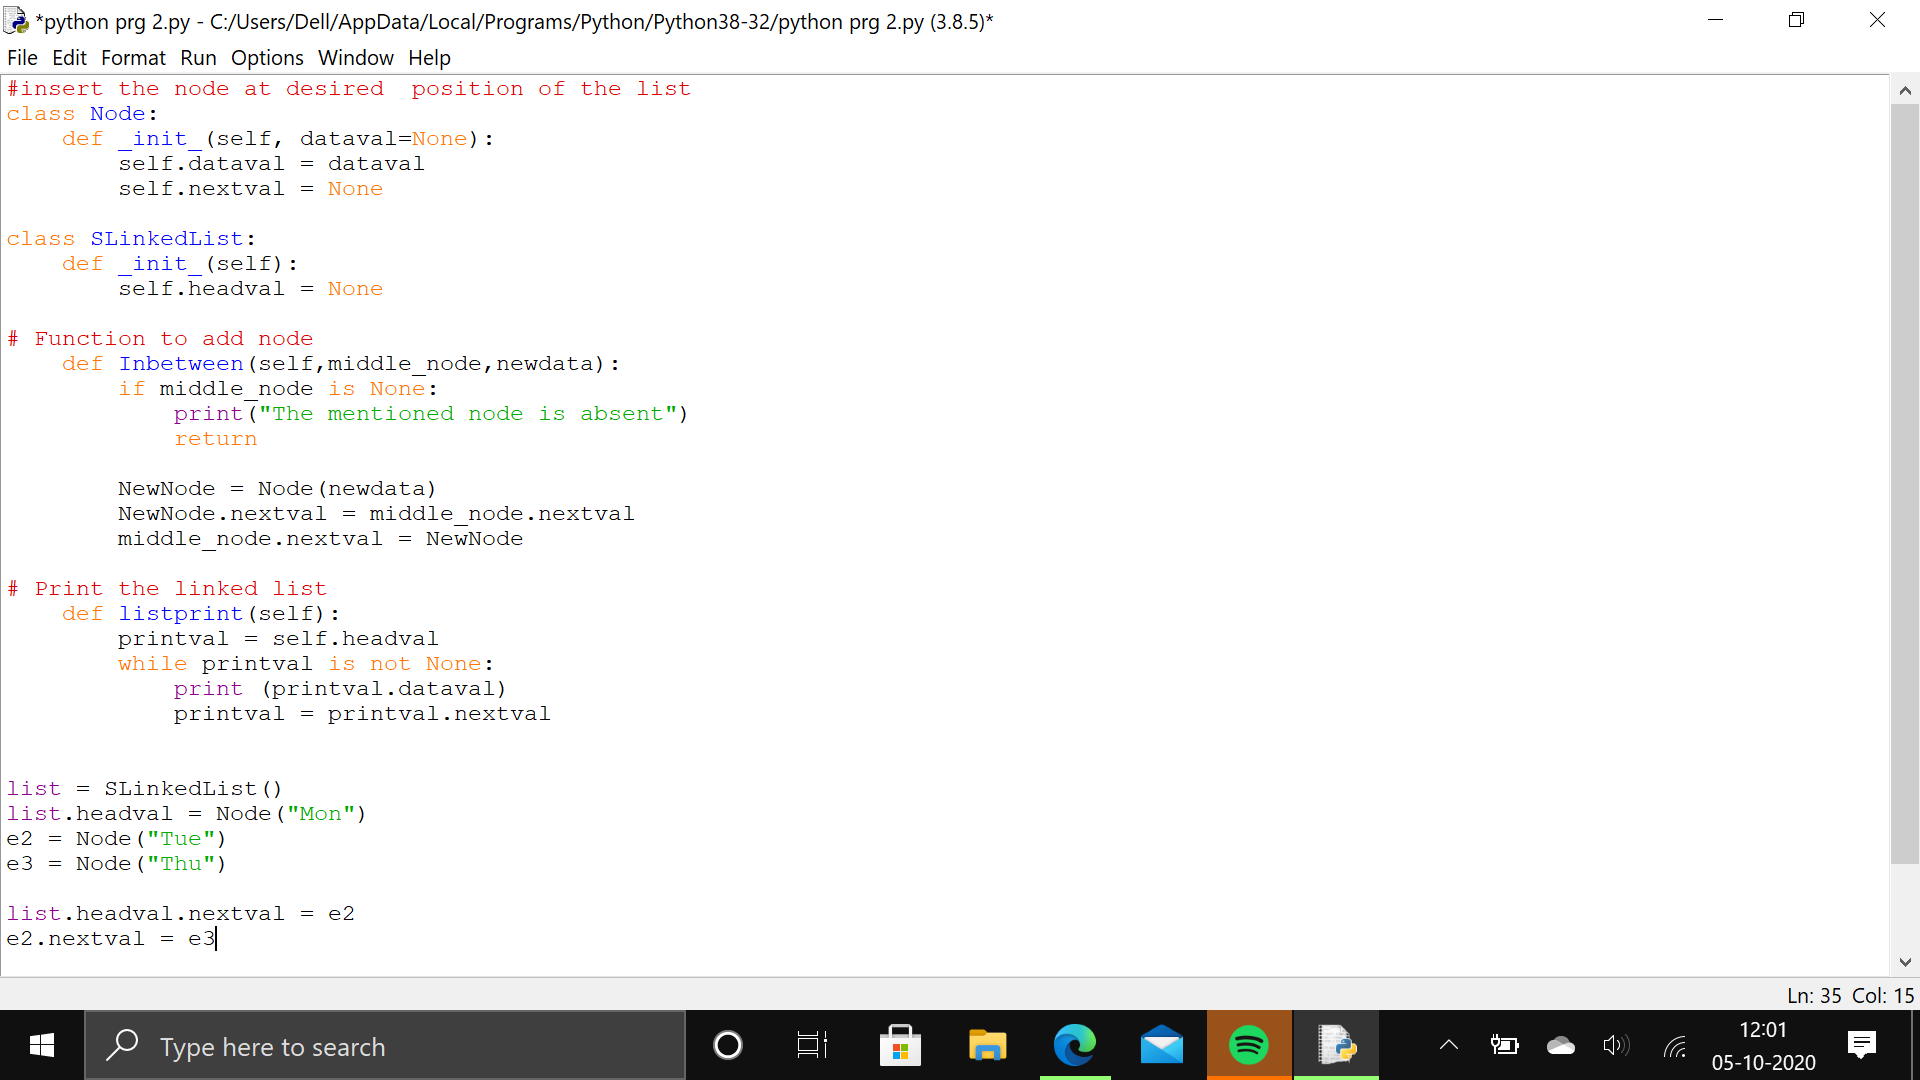 *python prg 2.py - C:/Users/Dell/AppData/Local/Programs/Python/Python38-32/python prg 2.py (3.8.5)*
File Edit Format Run Options Window Help
#insert the node at desired  position of the list
class Node:
    def _init_(self, dataval=None):
        self.dataval = dataval
        self.nextval = None

class SLinkedList:
    def _init_(self):
        self.headval = None

# Function to add node
    def Inbetween(self,middle_node,newdata):
        if middle_node is None:
            print("The mentioned node is absent")
            return

        NewNode = Node(newdata)
        NewNode.nextval = middle_node.nextval
        middle_node.nextval = NewNode

# Print the linked list
    def listprint(self):
        printval = self.headval
        while printval is not None:
            print (printval.dataval)
            printval = printval.nextval


list = SLinkedList()
list.headval = Node("Mon")
e2 = Node("Tue")
e3 = Node("Thu")

list.headval.nextval = e2
e2.nextval = e3
Ln: 35 Col: 15
Type here to search
12:01
05-10-2020